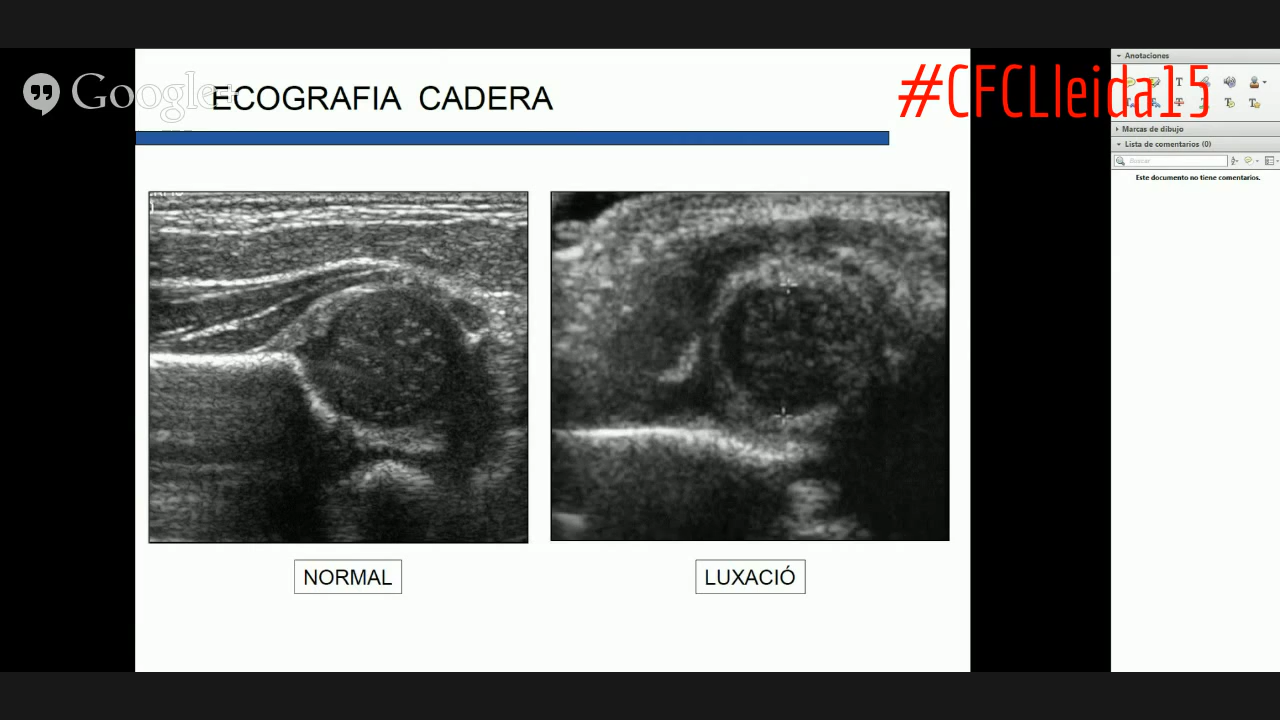 Google+
ECOGRAFIA CADERA
#CFCLleida15
Anotaciones
Marcas de dibujo
Lista de comentarios (0)
Buscar
Este documento no tiene comentarios.
NORMAL
LUXACIÓ